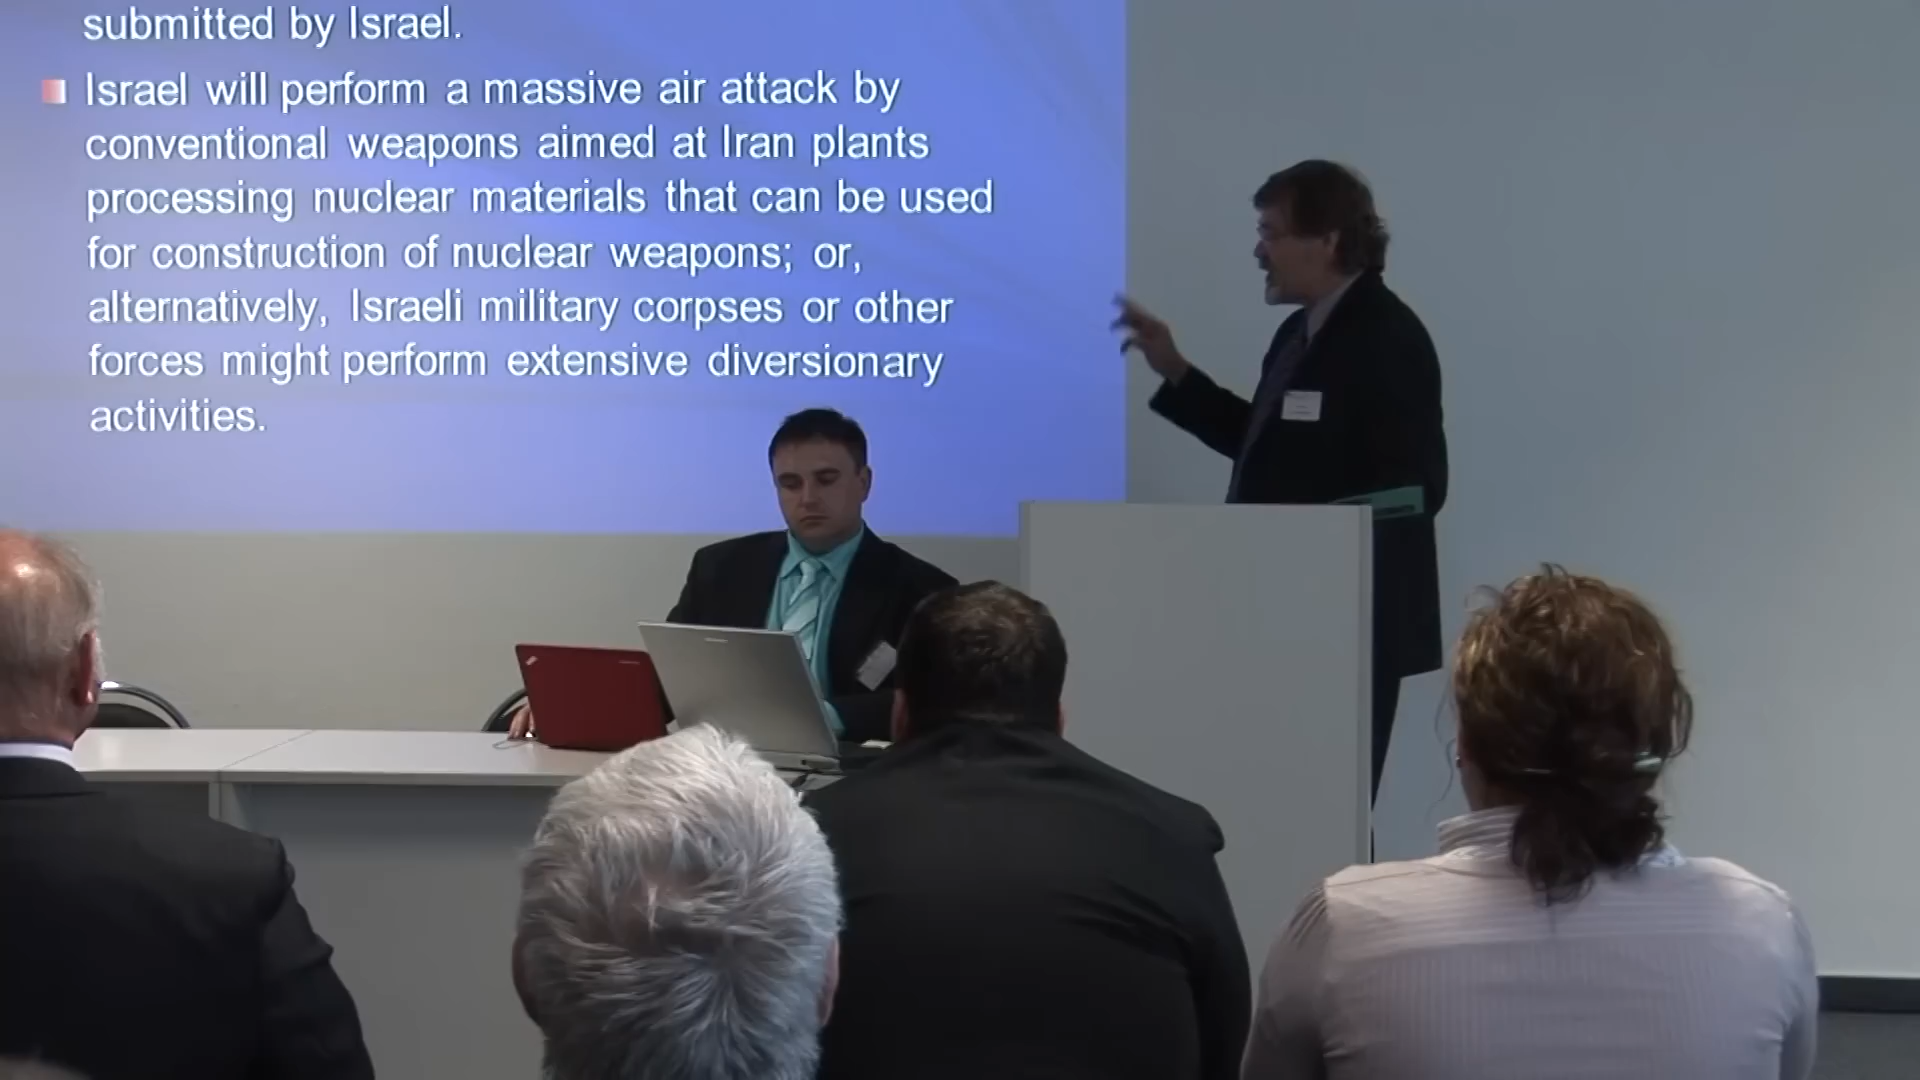 submitted by Israel.
Israel will perform a massive air attack by
conventional weapons aimed at Iran plants
processing nuclear materials that can be used
for construction of nuclear weapons; or,
alternatively, Israeli military corpses or other
forces might perform extensive diversionary
activities.